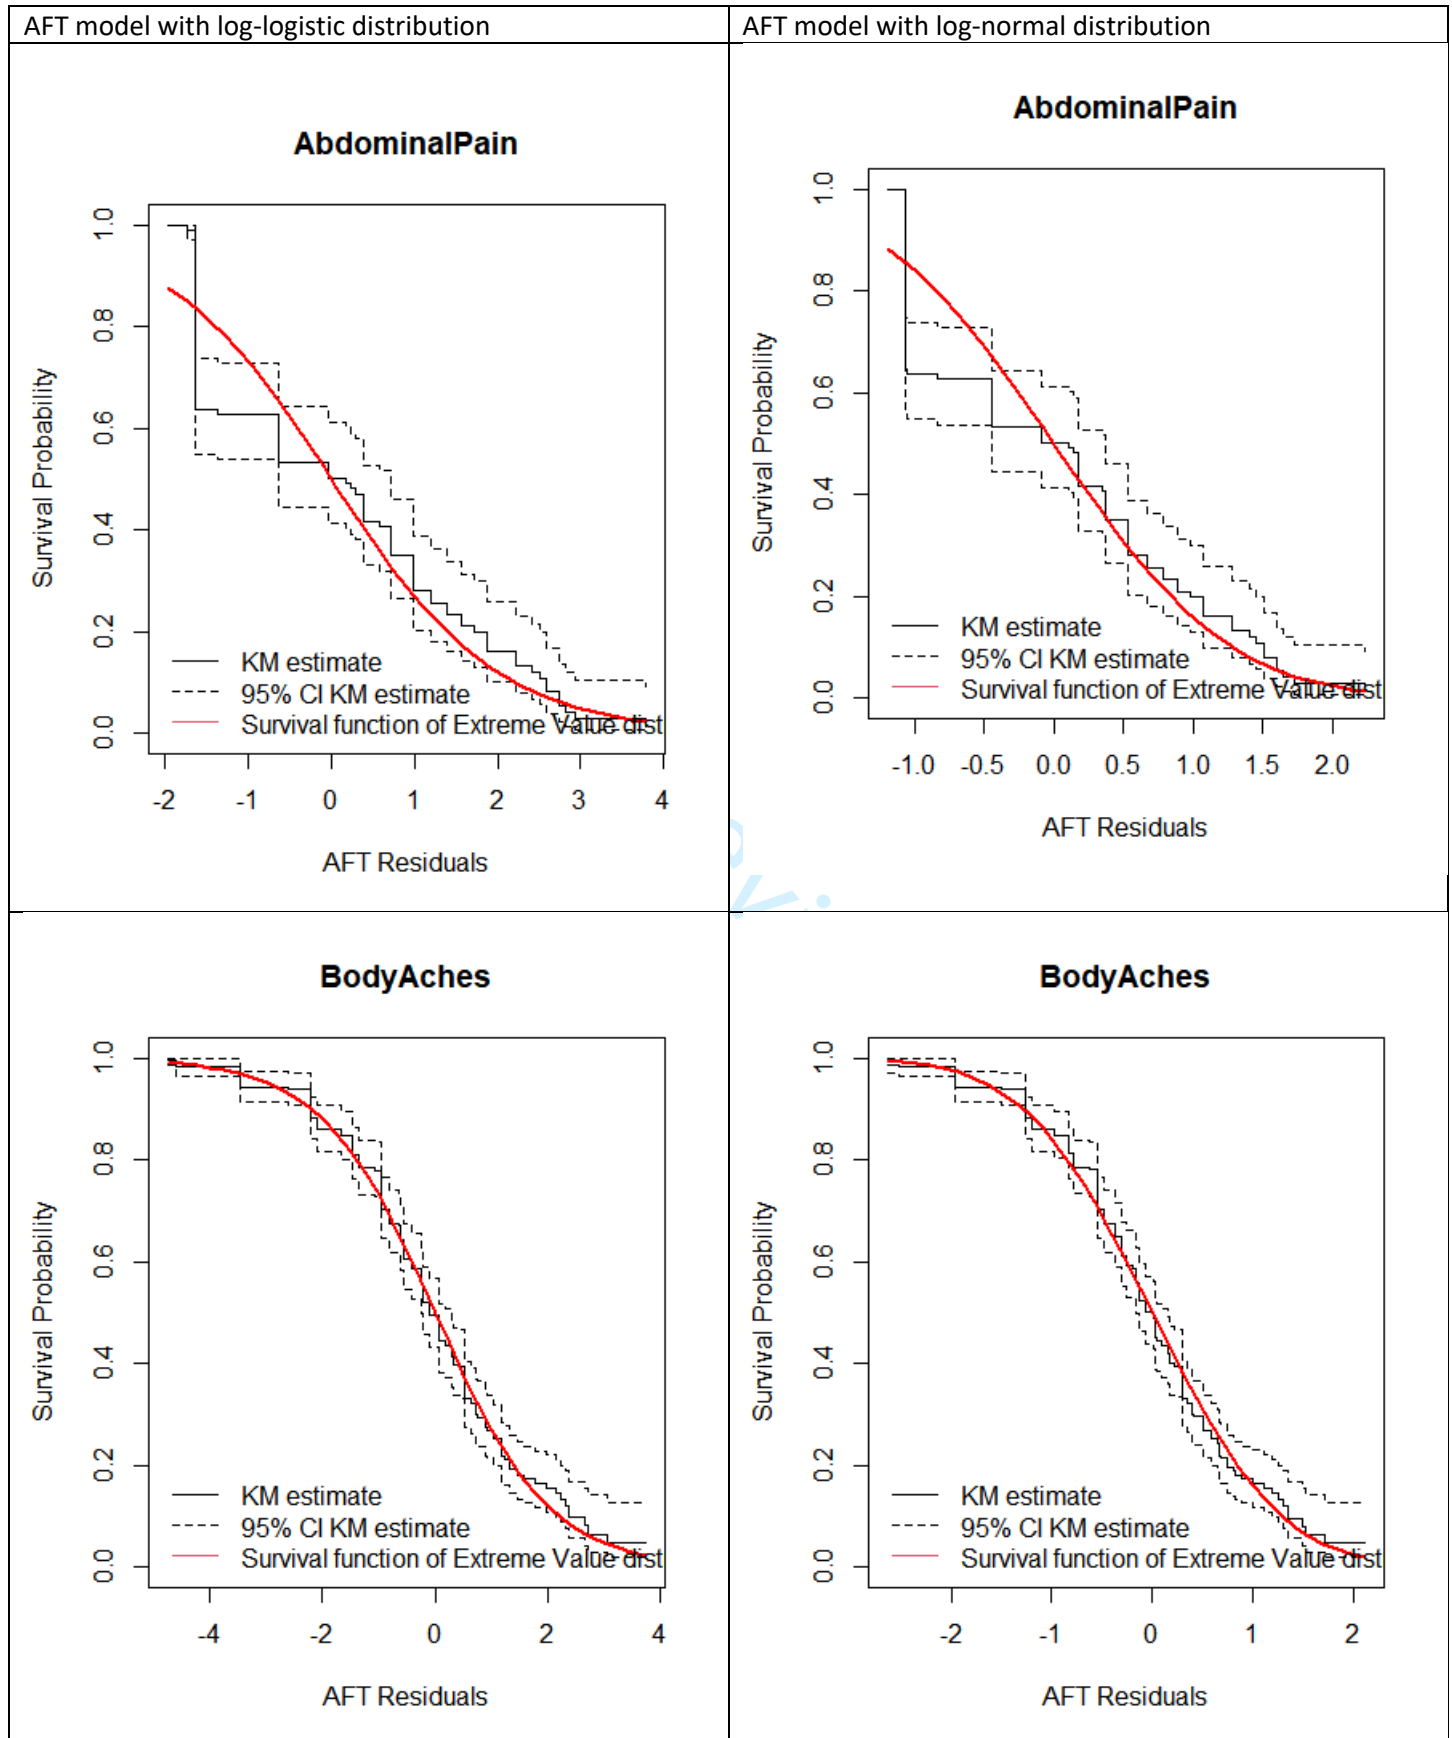 AFT model with log-logistic distribution
AFT model with log-normal distribution
AbdominalPain
Survival Probability
1.0
0.8
0.6
0.4
0.2
0.0
KM estimate
95% CI KM estimate
Survival function of Extreme Value dist
-2 -1 0 1 2 3 4
AFT Residuals
AbdominalPain
Survival Probability
1.0
0.8
0.6
0.4
0.2
0.0
KM estimate
95% CI KM estimate
Survival function of Extreme Value dist
-1.0 -0.5 0.0 0.5 1.0 1.5 2.0
AFT Residuals
BodyAches
Survival Probability
1.0
0.8
0.6
0.4
0.2
0.0
KM estimate
95% CI KM estimate
Survival function of Extreme Value dist
-4 -2 0 2 4
AFT Residuals
BodyAches
Survival Probability
1.0
0.8
0.6
0.4
0.2
0.0
KM estimate
95% CI KM estimate
Survival function of Extreme Value dist
-2 -1 0 1 2
AFT Residuals